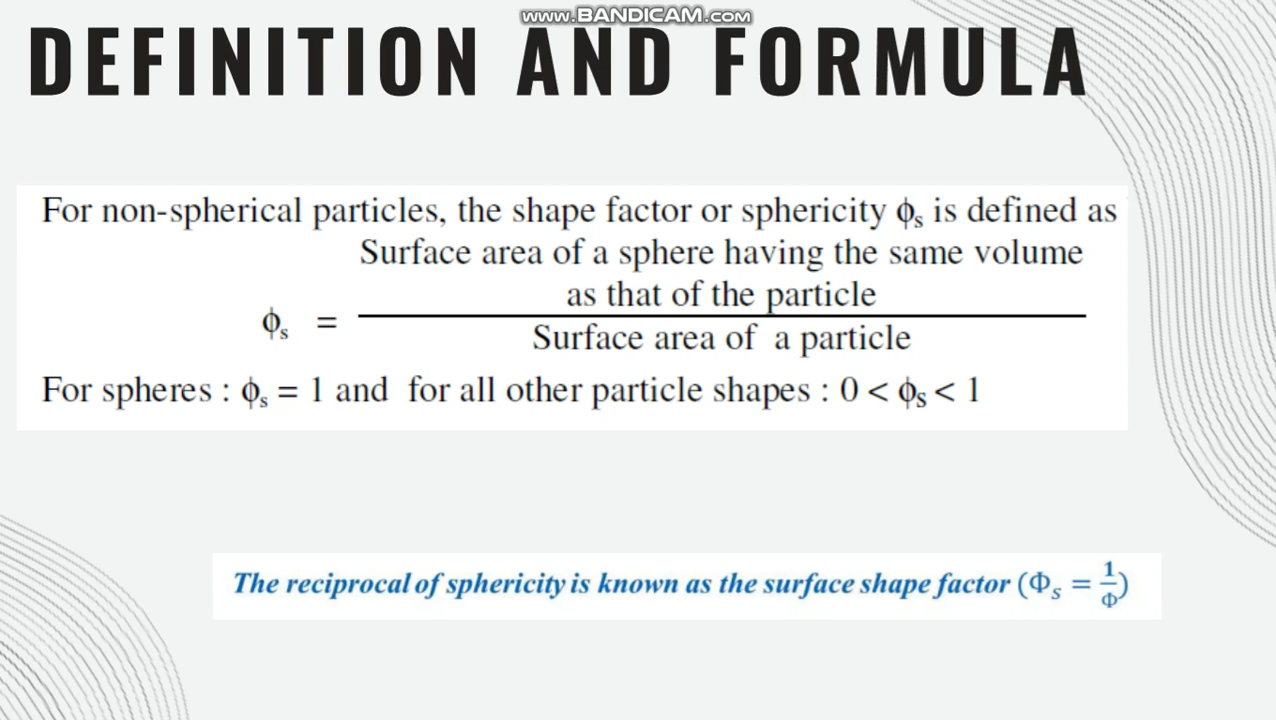 www.BANDICAM.com
DEFINITION AND FORMULA
For non-spherical particles, the shape factor or sphericity ϕₛ is defined as
Surface area of a sphere having the same volume
as that of the particle
ϕₛ =
Surface area of a particle
For spheres : ϕₛ = 1 and for all other particle shapes : 0 < ϕₛ < 1
The reciprocal of sphericity is known as the surface shape factor (Φₛ = 1/Φ)